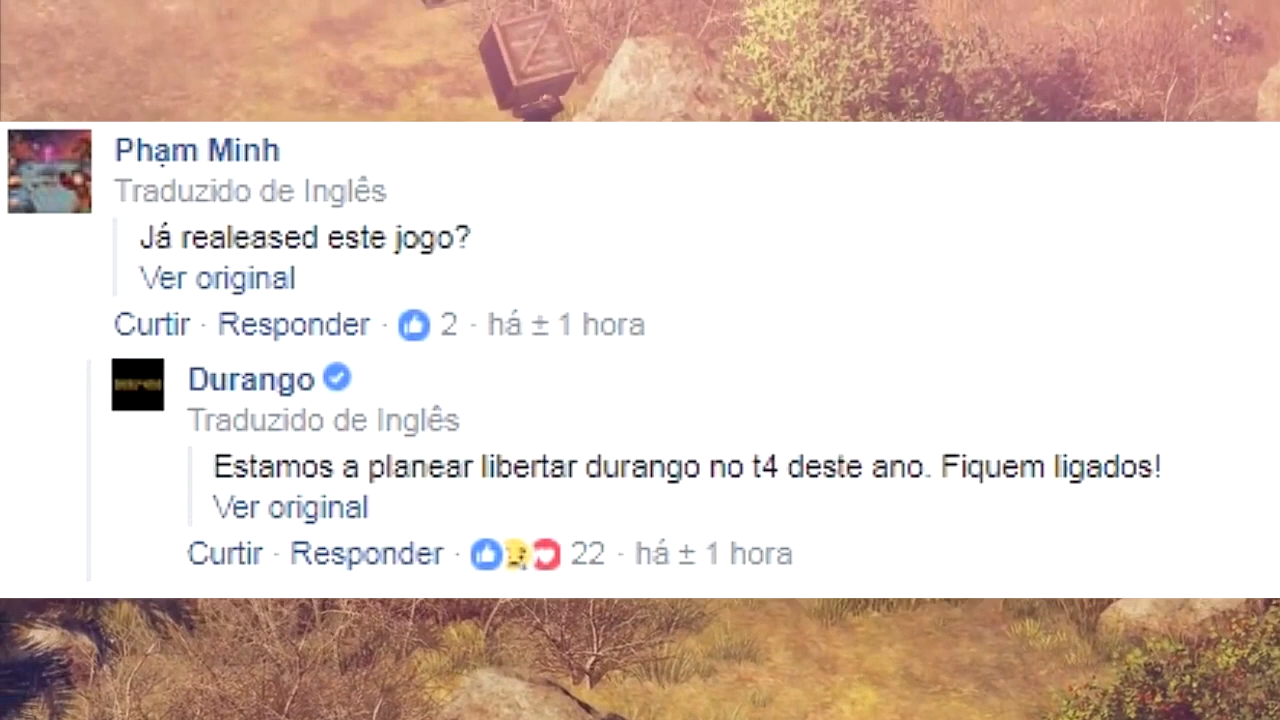 Phạm Minh
Traduzido de Inglês
Já realeased este jogo?
Ver original
Curtir · Responder · 2 · há ± 1 hora
Durango
Traduzido de Inglês
Estamos a planear libertar durango no t4 deste ano. Fiquem ligados!
Ver original
Curtir · Responder · 22 · há ± 1 hora